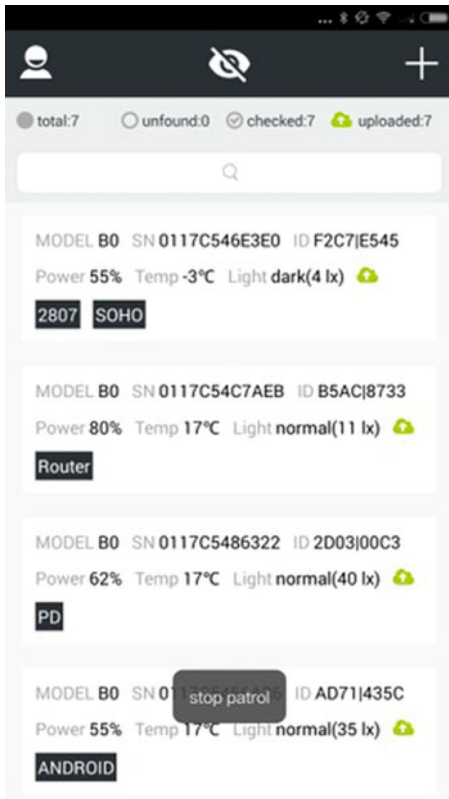 ...
total:7 unfound:0 checked:7 uploaded:7
MODEL B0 SN 0117C546E3E0 ID F2C7|E545
Power 55% Temp -3℃ Light dark(4 lx)
2807 SOHO
MODEL B0 SN 0117C54C7AEB ID B5AC|8733
Power 80% Temp 17℃ Light normal(11 lx)
Router
MODEL B0 SN 0117C5486322 ID 2D03|00C3
Power 62% Temp 17℃ Light normal(40 lx)
PD
MODEL B0 SN ID AD71|435C
stop patrol
Power 55% Temp 17℃ Light normal(35 lx)
ANDROID